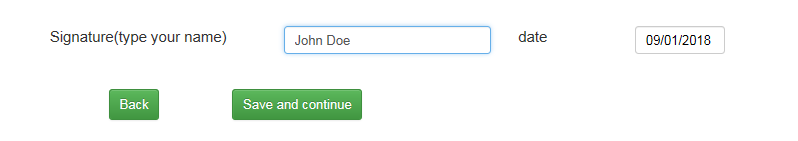 Signature(type your name) John Doe date 09/01/2018
Back Save and continue